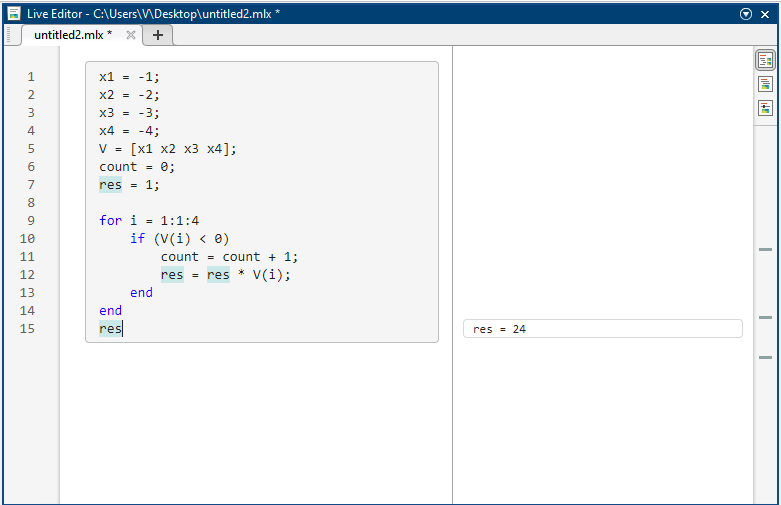 Live Editor - C:\Users\V\Desktop\untitled2.mlx *
untitled2.mlx *
1 x1 = -1;
2 x2 = -2;
3 x3 = -3;
4 x4 = -4;
5 V = [x1 x2 x3 x4];
6 count = 0;
7 res = 1;
8
9 for i = 1:1:4
10 if (V(i) < 0)
11 count = count + 1;
12 res = res * V(i);
13 end
14 end
15 res
res = 24